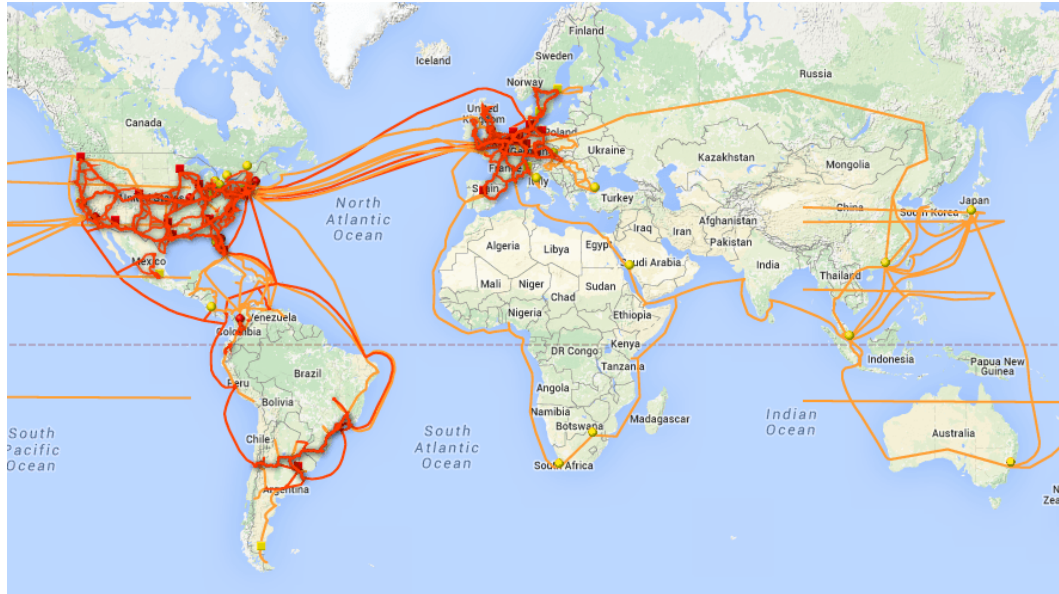 Finland
Iceland
Sweden
Norway
Russia
Canada
United
Kingdom
Poland
Ukraine
Kazakhstan
Mongolia
France
Italy
Spain
Turkey
North
Atlantic
Ocean
Japan
South Korea
China
Afghanistan
Iraq
Iran
Pakistan
Algeria
Libya
Egypt
Saudi Arabia
India
Mexico
Mali
Niger
Sudan
Thailand
Chad
Nigeria
Ethiopia
Venezuela
Colombia
DR Congo
Kenya
Indonesia
Papua New
Guinea
Tanzania
Brazil
Peru
Angola
Bolivia
Namibia
Botswana
Madagascar
Indian
Ocean
South
Pacific
Ocean
South
Atlantic
Ocean
Chile
Australia
South Africa
Argentina